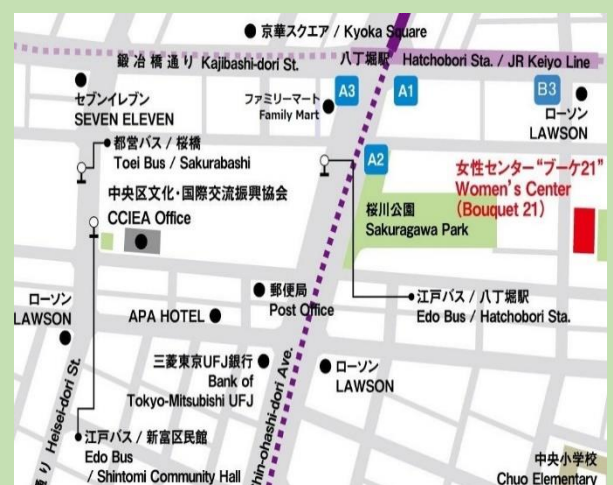 京華スクエア / Kyoka Square
鍛冶橋通り Kajibashi-dori St.
八丁堀駅 Hatchobori Sta. / JR Keiyo Line
セブンイレブン
SEVEN ELEVEN
ファミリーマート
Family Mart
A3
A1
B3
ローソン
LAWSON
都営バス / 桜橋
Toei Bus / Sakurabashi
A2
女性センター"ブーケ21"
Women's Center
(Bouquet 21)
中央区文化・国際交流振興協会
CCIEA Office
桜川公園
Sakuragawa Park
ローソン
LAWSON
郵便局
Post Office
APA HOTEL
江戸バス / 八丁堀駅
Edo Bus / Hatchobori Sta.
三菱東京UFJ銀行
Bank of
Tokyo-Mitsubishi UFJ
ローソン
LAWSON
り Heisei-dori St.
hin-ohashi-dori Ave.
江戸バス / 新富区民館
Edo Bus
/ Shintomi Community Hall
中央小学校
Chuo Elementary